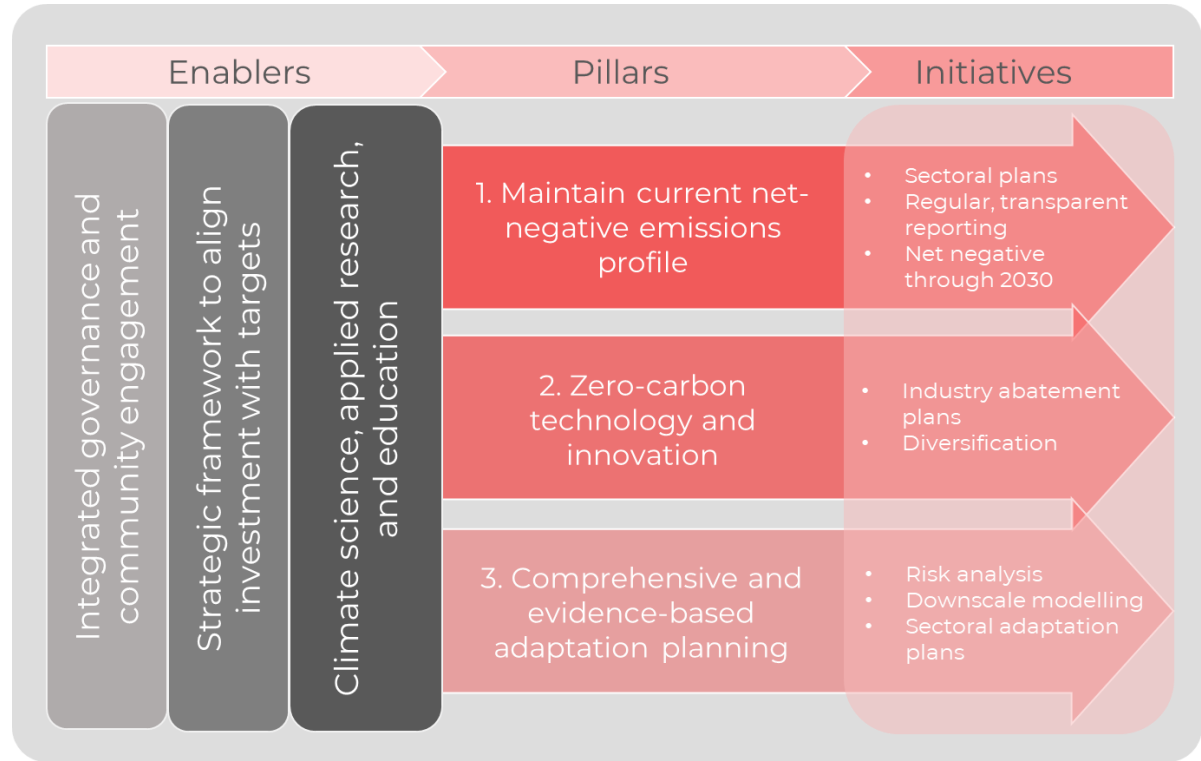 Enablers
Pillars
Initiatives
Integrated governance and
community engagement
Strategic framework to align
investment with targets
Climate science, applied research,
and education
1. Maintain current net-
negative emissions
profile
• Sectoral plans
• Regular, transparent
reporting
• Net negative
through 2030
2. Zero-carbon
technology and
innovation
• Industry abatement
plans
• Diversification
3. Comprehensive and
evidence-based
adaptation planning
• Risk analysis
• Downscale modelling
• Sectoral adaptation
plans